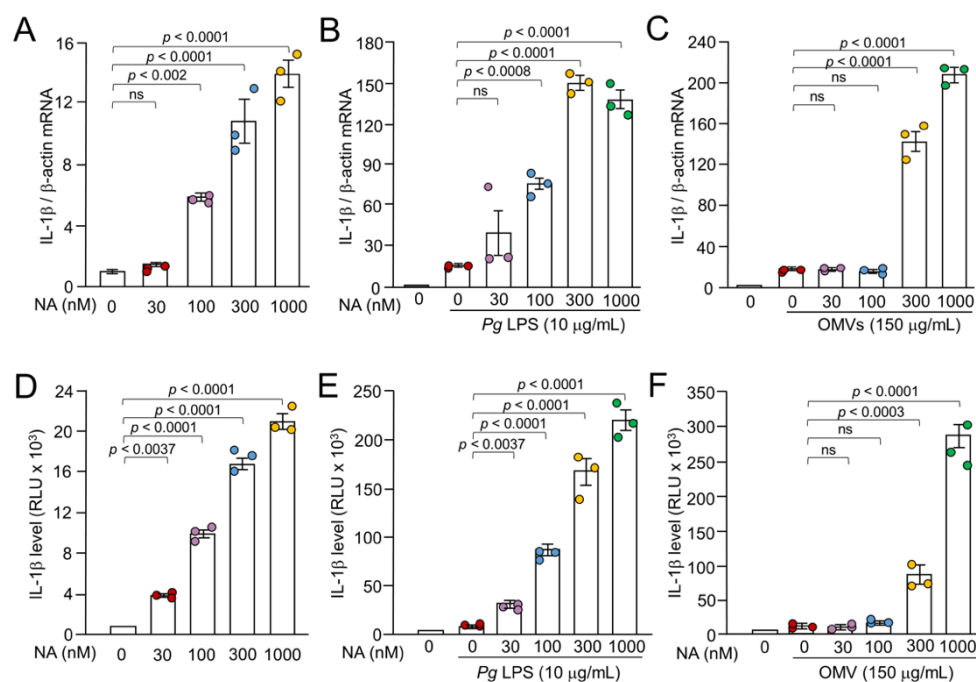 A
IL-1β / β-actin mRNA
16
12
8
4
0
p < 0.0001
p < 0.0001
p < 0.002
ns
NA (nM)
0 30 100 300 1000
B
IL-1β / β-actin mRNA
180
150
120
90
60
30
0
p < 0.0001
p < 0.0001
p < 0.0008
ns
NA (nM)
0 0 30 100 300 1000
Pg LPS (10 µg/mL)
C
IL-1β / β-actin mRNA
240
200
160
120
80
40
0
p < 0.0001
p < 0.0001
ns
ns
NA (nM)
0 0 30 100 300 1000
OMVs (150 µg/mL)
D
IL-1β level (RLU x 10³)
24
20
16
12
8
4
0
p < 0.0001
p < 0.0001
p < 0.0001
p < 0.0037
NA (nM)
0 30 100 300 1000
E
IL-1β level (RLU x 10³)
250
200
150
100
50
0
p < 0.0001
p < 0.0001
p < 0.0001
p < 0.0037
NA (nM)
0 0 30 100 300 1000
Pg LPS (10 µg/mL)
F
IL-1β level (RLU x 10³)
350
300
250
200
150
100
50
0
p < 0.0001
p < 0.0003
ns
ns
NA (nM)
0 0 30 100 300 1000
OMV (150 µg/mL)